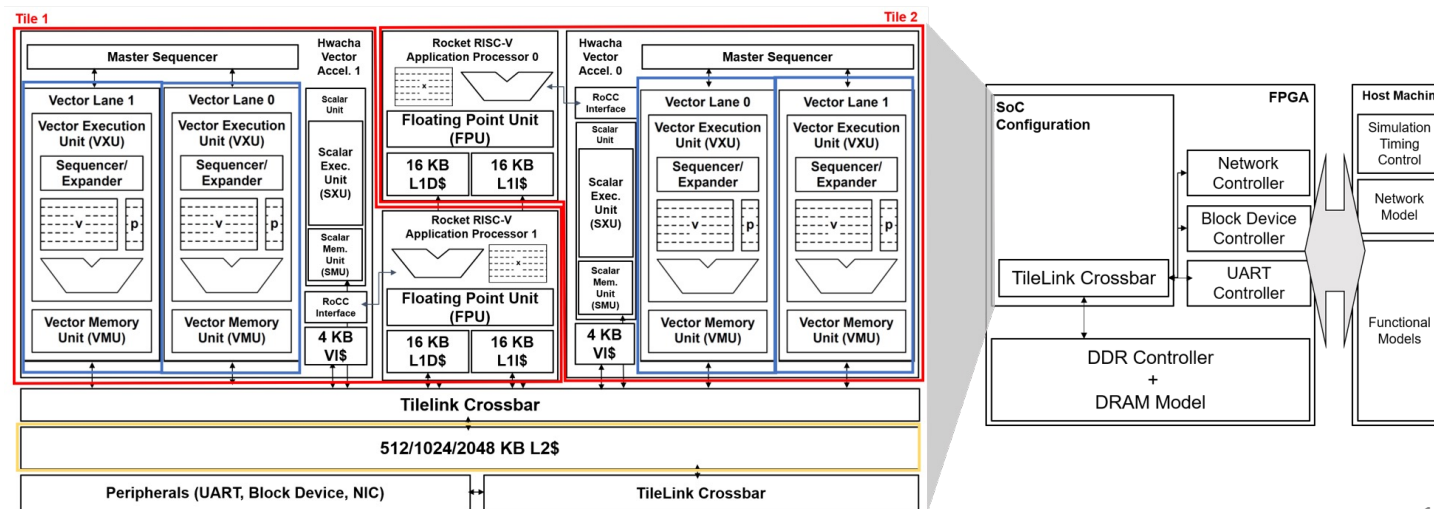 Tile 1
Tile 2
Master Sequencer
Hwacha
Vector
Accel. 1
Vector Lane 1
Vector Execution
Unit (VXU)
Sequencer/
Expander
v
p
Vector Memory
Unit (VMU)
Vector Lane 0
Vector Execution
Unit (VXU)
Sequencer/
Expander
v
p
Vector Memory
Unit (VMU)
Scalar
Unit
Scalar
Exec.
Unit
(SXU)
Scalar
Mem.
Unit
(SMU)
RoCC
Interface
4 KB
VI$
Rocket RISC-V
Application Processor 0
x
Floating Point Unit
(FPU)
16 KB
L1D$
16 KB
L1I$
Rocket RISC-V
Application Processor 1
x
Floating Point Unit
(FPU)
16 KB
L1D$
16 KB
L1I$
Hwacha
Vector
Accel. 0
Master Sequencer
RoCC
Interface
Scalar
Unit
Scalar
Exec.
Unit
(SXU)
Scalar
Mem.
Unit
(SMU)
4 KB
VI$
Vector Lane 0
Vector Execution
Unit (VXU)
Sequencer/
Expander
v
p
Vector Memory
Unit (VMU)
Vector Lane 1
Vector Execution
Unit (VXU)
Sequencer/
Expander
v
p
Vector Memory
Unit (VMU)
Tilelink Crossbar
512/1024/2048 KB L2$
Peripherals (UART, Block Device, NIC)
TileLink Crossbar
FPGA
SoC
Configuration
TileLink Crossbar
Network
Controller
Block Device
Controller
UART
Controller
DDR Controller
+
DRAM Model
Host Machin
Simulation
Timing
Control
Network
Model
Functional
Models